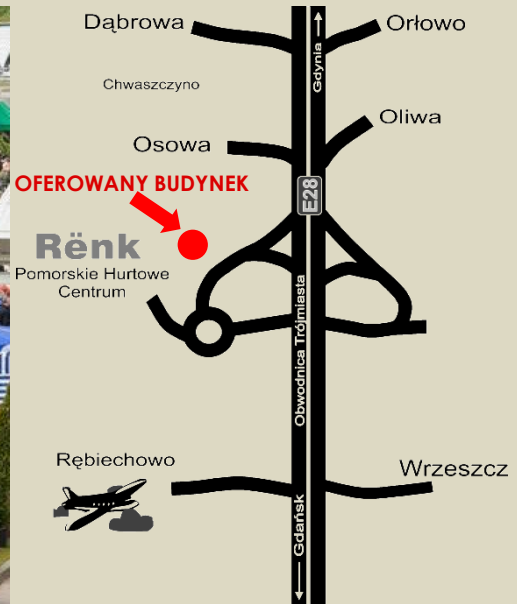 Dąbrowa
Orłowo
Gdynia
Chwaszczyno
Oliwa
Osowa
OFEROWANY BUDYNEK
E28
Rënk
Pomorskie Hurtowe
Centrum
Obwodnica Trójmiasta
Rębiechowo
Wrzeszcz
Gdańsk